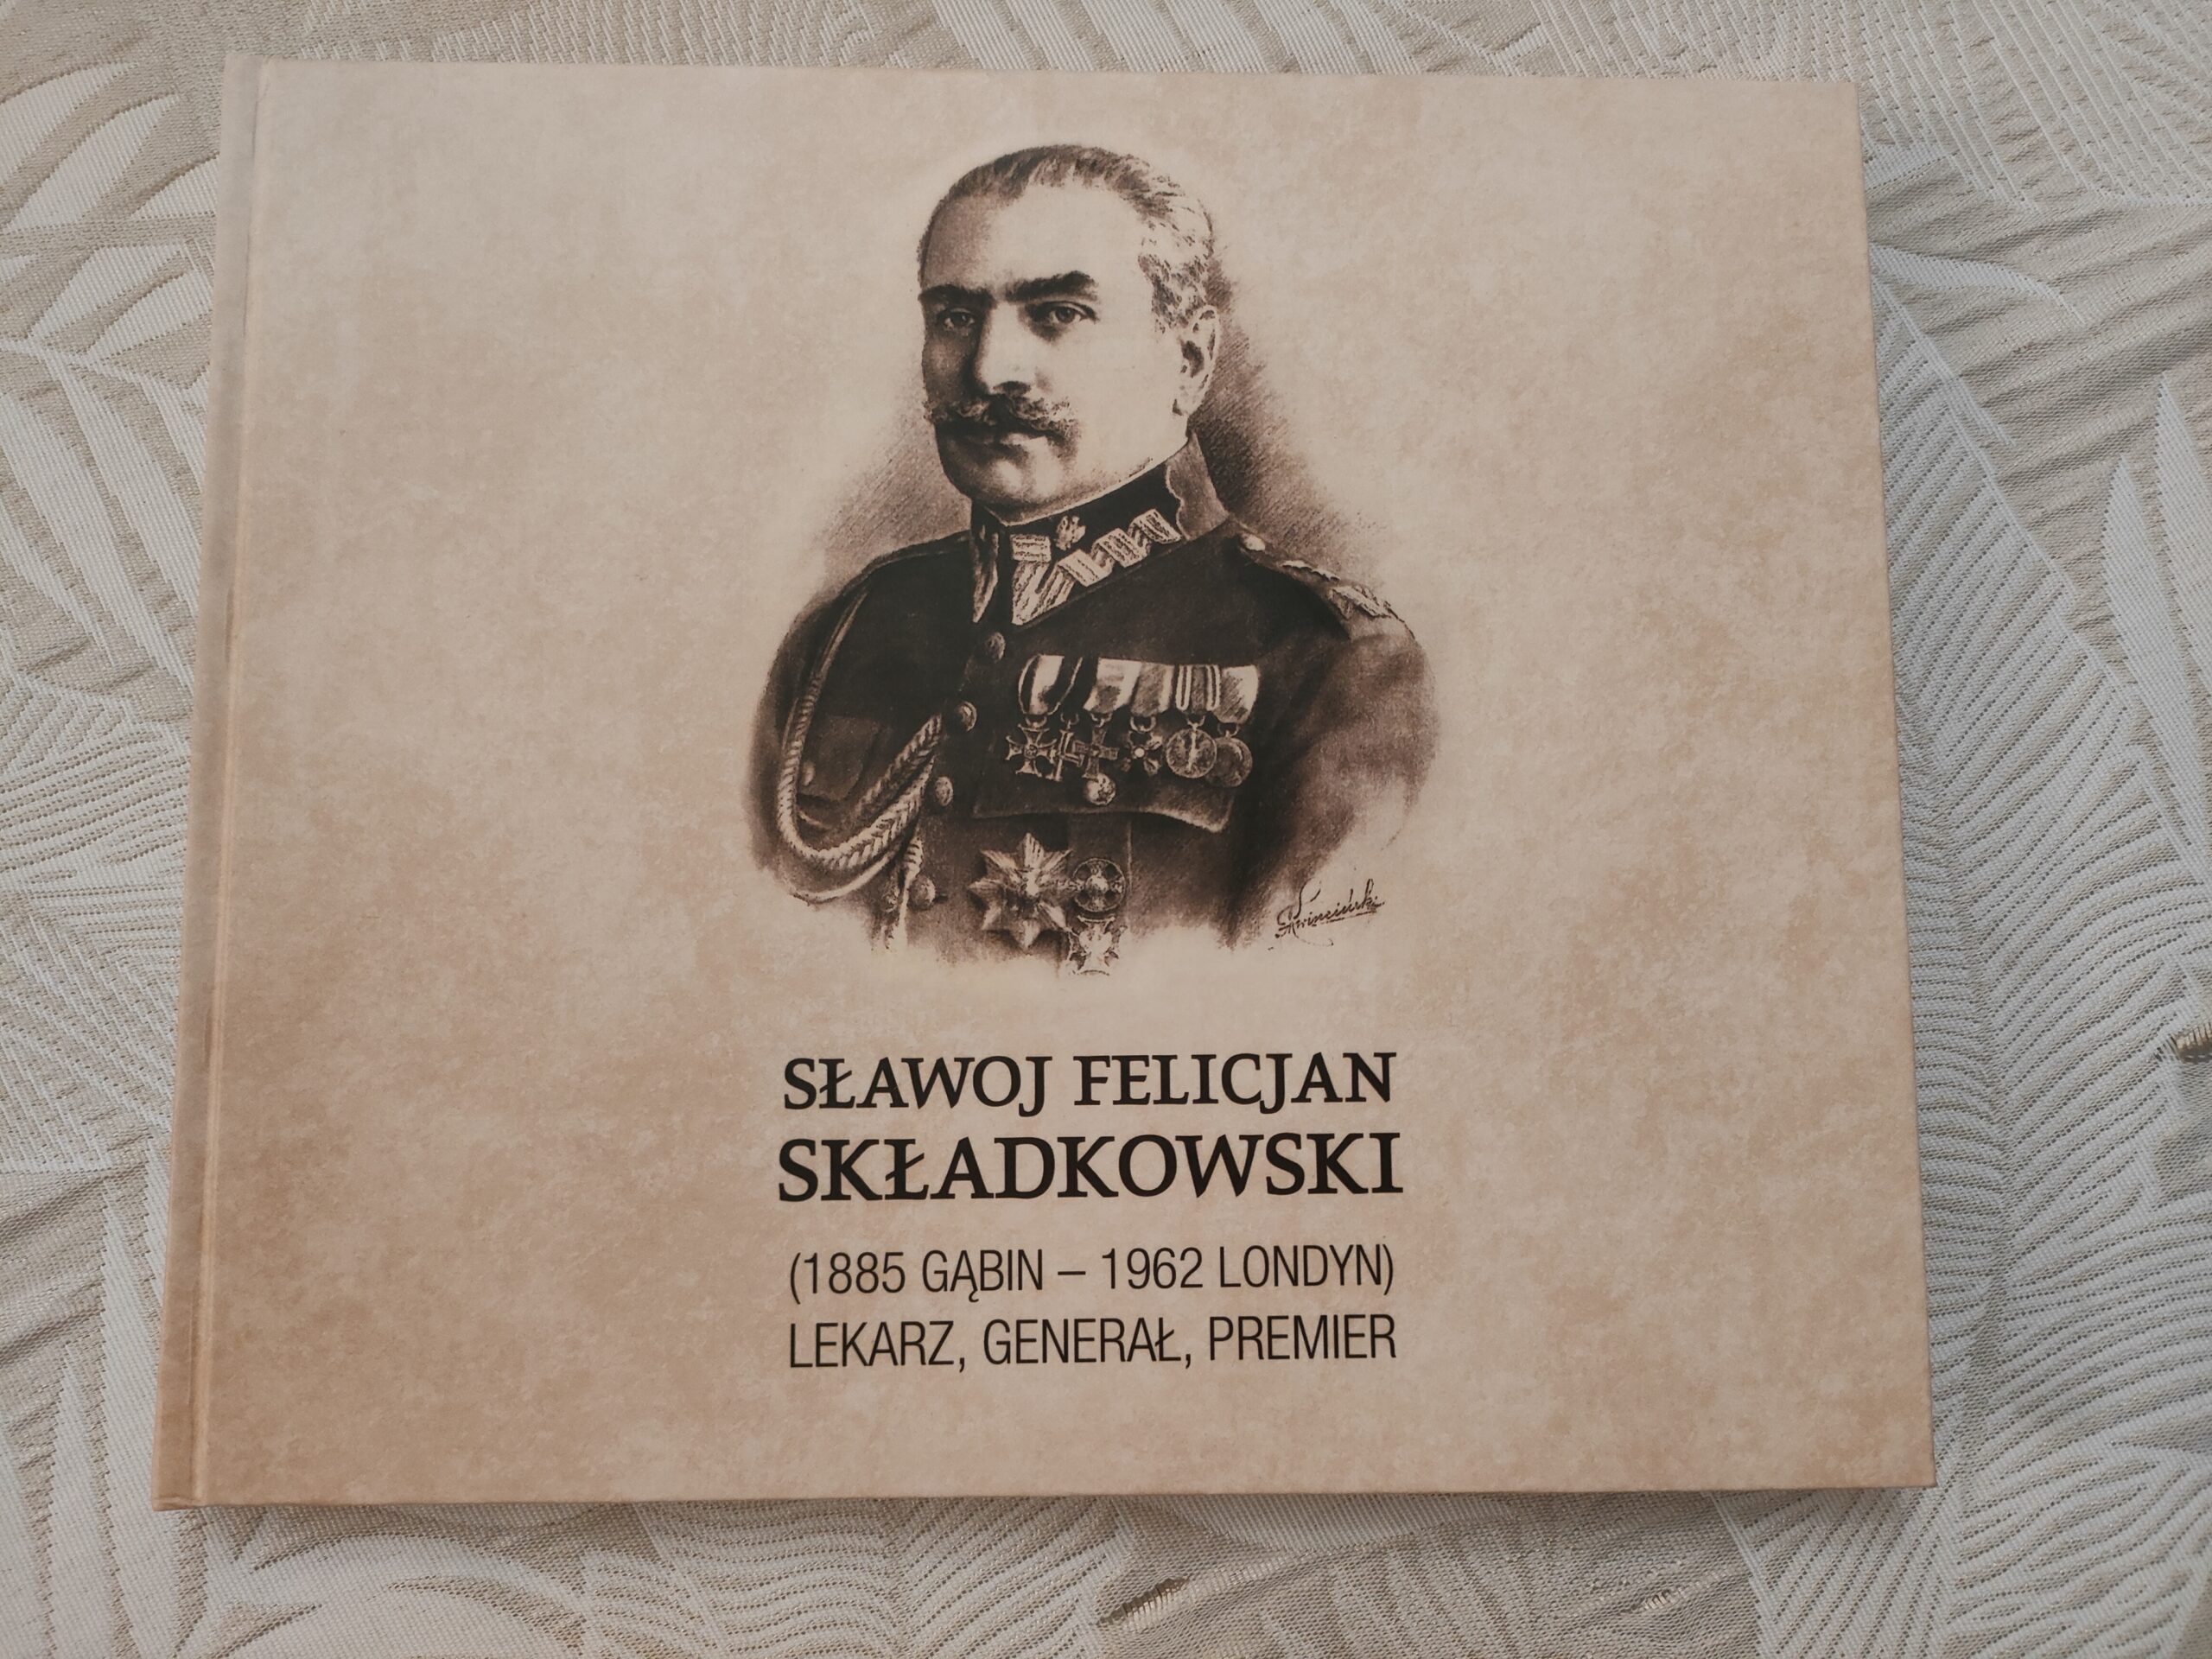 SŁAWOJ FELICJAN
SKŁADKOWSKI
(1885 GĄBIN – 1962 LONDYN)
LEKARZ, GENERAŁ, PREMIER